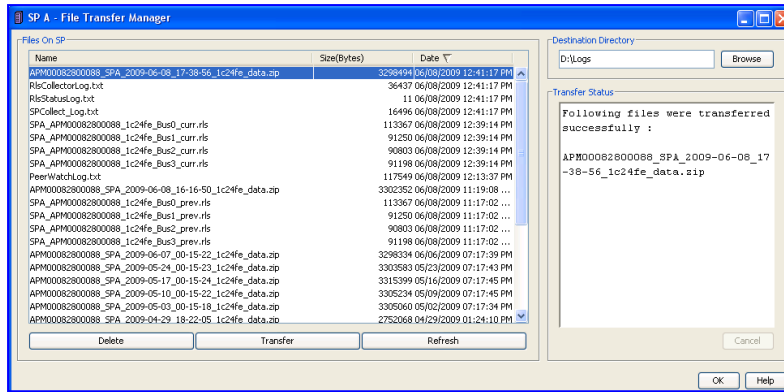 SP A - File Transfer Manager
Files On SP
Name Size(Bytes) Date
APM00082800088_SPA_2009-06-08_17-38-56_1c24fe_data.zip 3298494 06/08/2009 12:41:17 PM
RlsCollectorLog.txt 36437 06/08/2009 12:41:17 PM
RlsStatusLog.txt 11 06/08/2009 12:41:17 PM
SPCollect_Log.txt 16496 06/08/2009 12:41:17 PM
SPA_APM00082800088_1c24fe_Bus0_curr.rls 113367 06/08/2009 12:39:14 PM
SPA_APM00082800088_1c24fe_Bus1_curr.rls 91250 06/08/2009 12:39:14 PM
SPA_APM00082800088_1c24fe_Bus2_curr.rls 90803 06/08/2009 12:39:14 PM
SPA_APM00082800088_1c24fe_Bus3_curr.rls 91198 06/08/2009 12:39:14 PM
PeerWatchLog.txt 117549 06/08/2009 12:13:37 PM
APM00082800088_SPA_2009-06-08_16-16-50_1c24fe_data.zip 3302352 06/08/2009 11:19:08 ...
SPA_APM00082800088_1c24fe_Bus0_prev.rls 113367 06/08/2009 11:17:02 ...
SPA_APM00082800088_1c24fe_Bus1_prev.rls 91250 06/08/2009 11:17:02 ...
SPA_APM00082800088_1c24fe_Bus2_prev.rls 90803 06/08/2009 11:17:02 ...
SPA_APM00082800088_1c24fe_Bus3_prev.rls 91198 06/08/2009 11:17:02 ...
APM00082800088_SPA_2009-06-07_00-15-22_1c24fe_data.zip 3298334 06/06/2009 07:17:39 PM
APM00082800088_SPA_2009-05-24_00-15-23_1c24fe_data.zip 3303583 05/23/2009 07:17:43 PM
APM00082800088_SPA_2009-05-17_00-15-24_1c24fe_data.zip 3315399 05/16/2009 07:17:45 PM
APM00082800088_SPA_2009-05-10_00-15-22_1c24fe_data.zip 3305234 05/09/2009 07:17:45 PM
APM00082800088_SPA_2009-05-03_00-15-18_1c24fe_data.zip 3305060 05/02/2009 07:17:34 PM
APM00082800088_SPA_2009-04-29_18-22-05_1c24fe_data.zip 2752068 04/29/2009 01:24:10 PM
Delete Transfer Refresh
Destination Directory
D:\Logs Browse
Transfer Status
Following files were transferred
successfully :
APM00082800088_SPA_2009-06-08_17
-38-56_1c24fe_data.zip
Cancel
OK Help